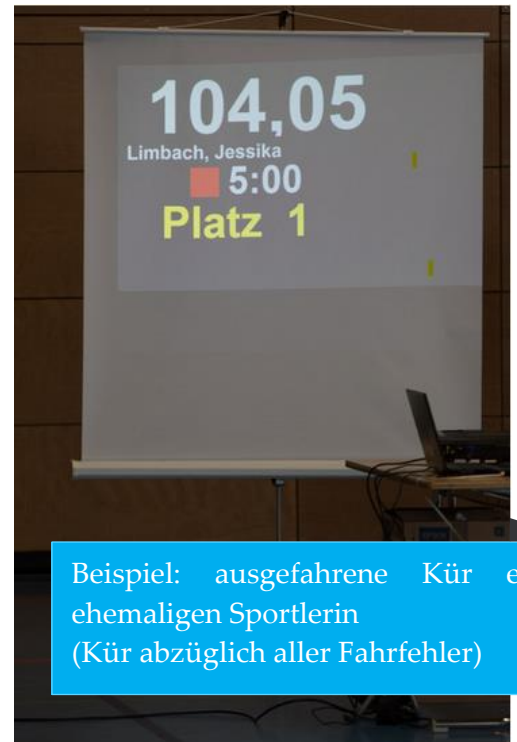 104,05
Limbach, Jessika
5:00
Platz 1
Beispiel: ausgefahrene Kür e
ehemaligen Sportlerin
(Kür abzüglich aller Fahrfehler)